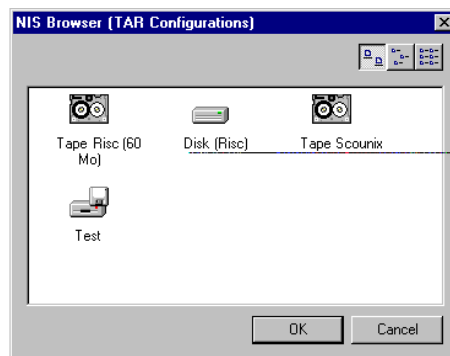 NIS Browser (TAR Configurations)
Tape Risc (60
Mo)
Disk (Risc)
Tape Scounix
Test
OK
Cancel